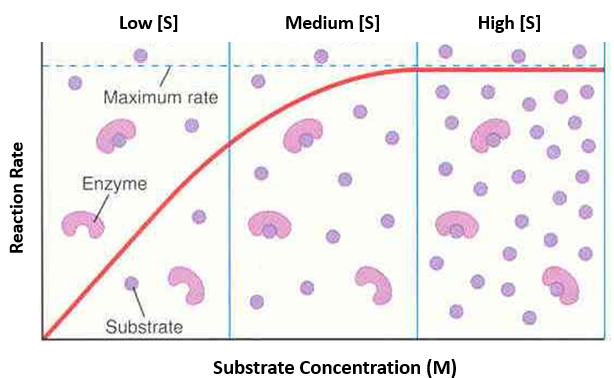 Low [S]
Medium [S]
High [S]
Maximum rate
Enzyme
Substrate
Reaction Rate
Substrate Concentration (M)